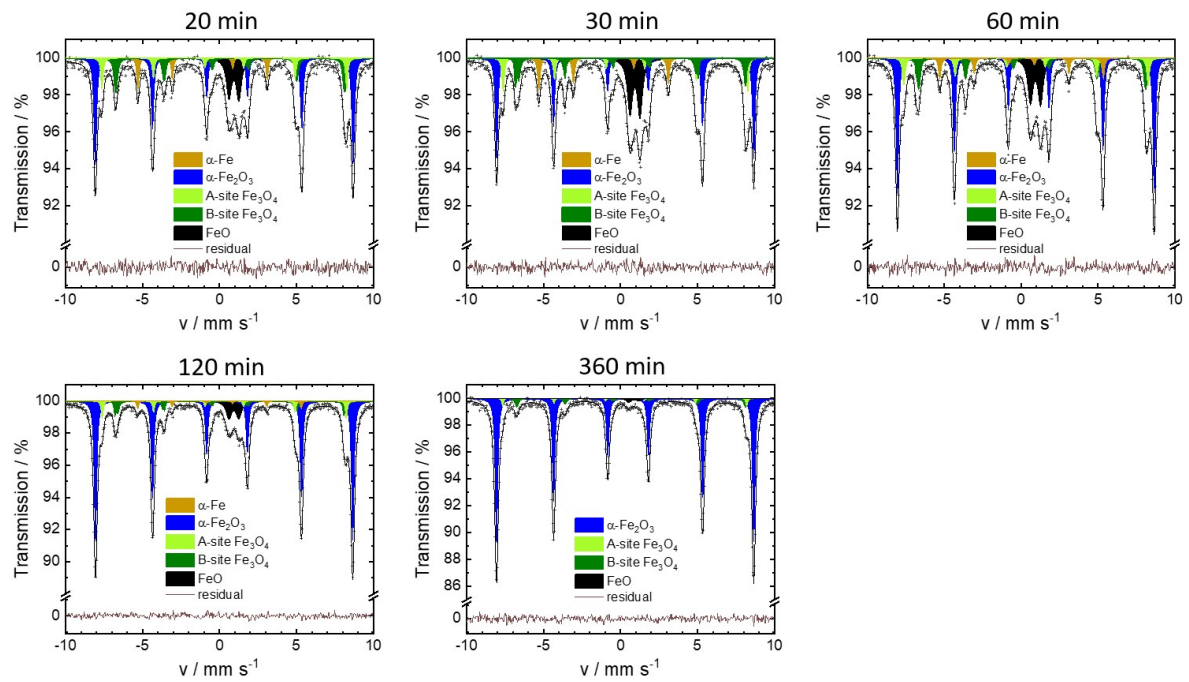 20 min
100
98
96
94
92
0
Transmission / %
α-Fe
α-Fe₂O₃
A-site Fe₃O₄
B-site Fe₃O₄
FeO
residual
-10 -5 0 5 10
v / mm s⁻¹
30 min
100
98
96
94
92
0
Transmission / %
α-Fe
α-Fe₂O₃
A-site Fe₃O₄
B-site Fe₃O₄
FeO
residual
-10 -5 0 5 10
v / mm s⁻¹
60 min
100
98
96
94
92
0
Transmission / %
α-Fe
α-Fe₂O₃
A-site Fe₃O₄
B-site Fe₃O₄
FeO
residual
-10 -5 0 5 10
v / mm s⁻¹
120 min
100
98
96
94
92
90
0
Transmission / %
α-Fe
α-Fe₂O₃
A-site Fe₃O₄
B-site Fe₃O₄
FeO
residual
-10 -5 0 5 10
v / mm s⁻¹
360 min
100
98
96
94
92
90
88
86
0
Transmission / %
α-Fe₂O₃
A-site Fe₃O₄
B-site Fe₃O₄
FeO
residual
-10 -5 0 5 10
v / mm s⁻¹